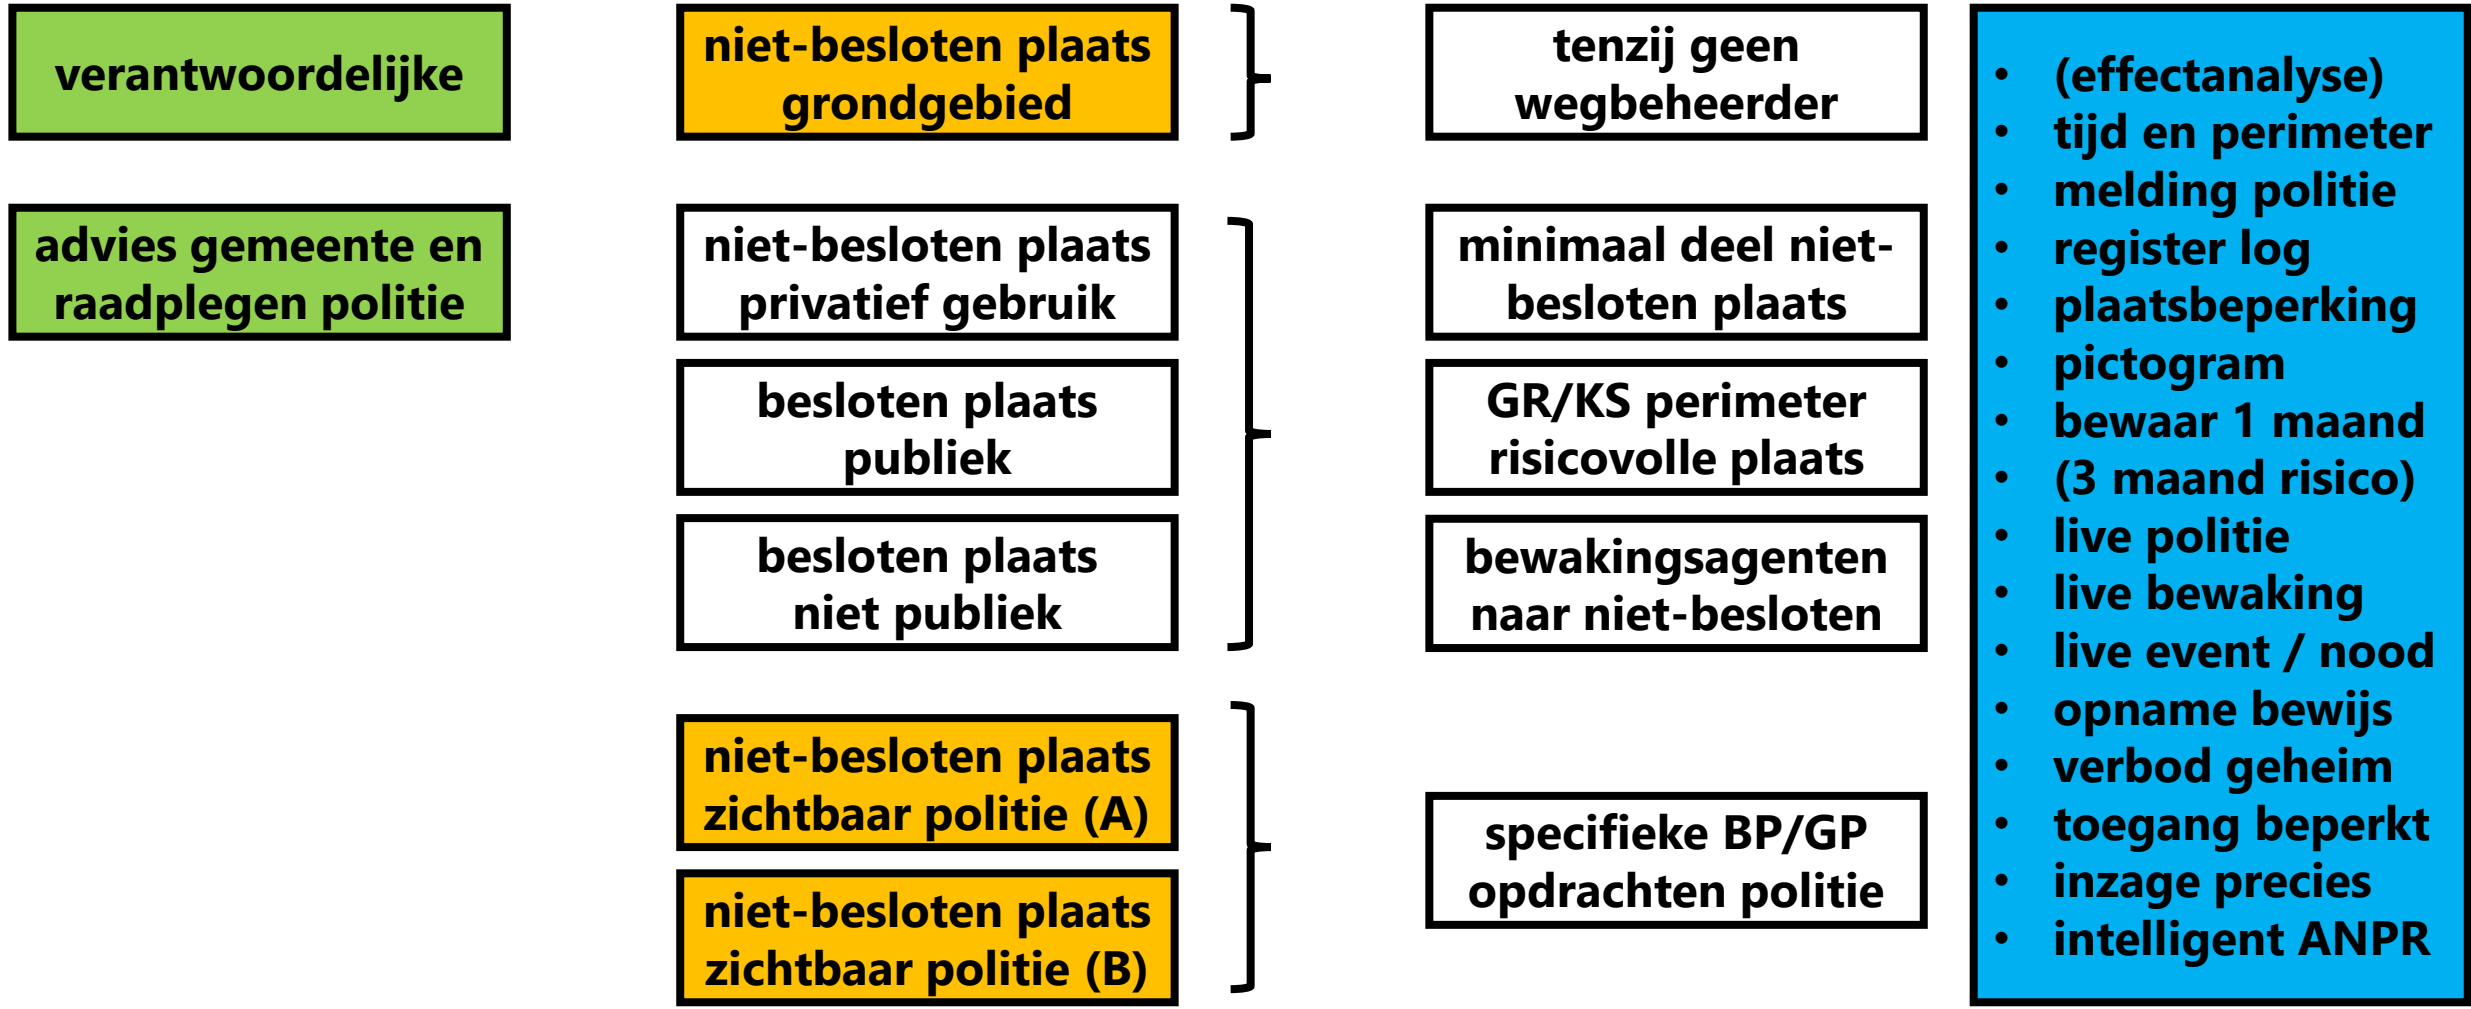 verantwoordelijke
advies gemeente en
raadplegen politie
niet-besloten plaats
grondgebied
niet-besloten plaats
privatief gebruik
besloten plaats
publiek
besloten plaats
niet publiek
niet-besloten plaats
zichtbaar politie (A)
niet-besloten plaats
zichtbaar politie (B)
tenzij geen
wegbeheerder
minimaal deel niet-
besloten plaats
GR/KS perimeter
risicovolle plaats
bewakingsagenten
naar niet-besloten
specifieke BP/GP
opdrachten politie
• (effectanalyse)
• tijd en perimeter
• melding politie
• register log
• plaatsbeperking
• pictogram
• bewaar 1 maand
• (3 maand risico)
• live politie
• live bewaking
• live event / nood
• opname bewijs
• verbod geheim
• toegang beperkt
• inzage precies
• intelligent ANPR